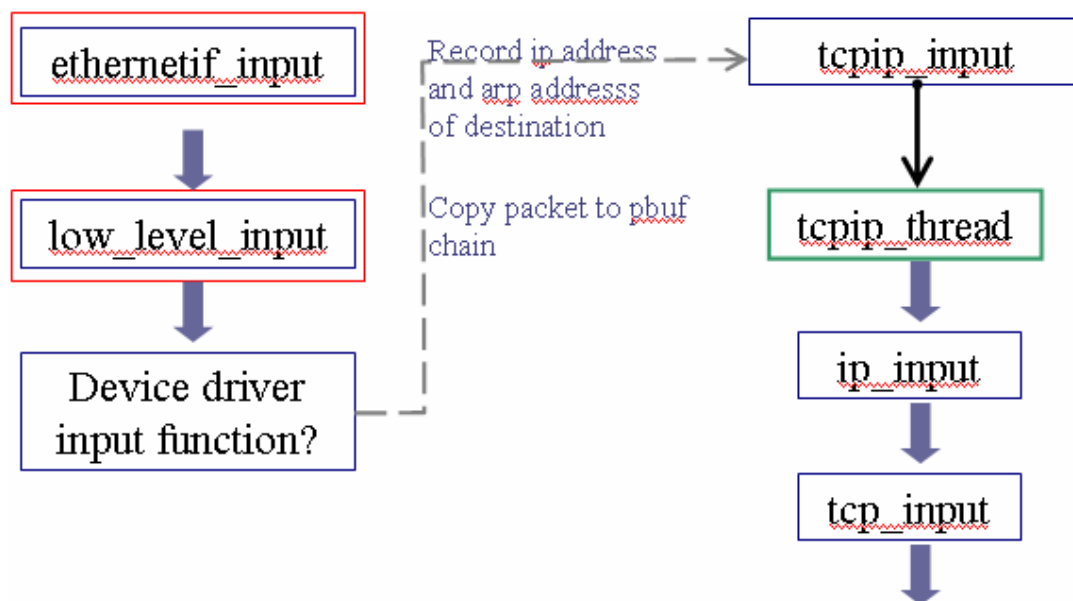 ethernetif_input
low_level_input
Device driver
input function?
Record ip address
and arp addresss
of destination
Copy packet to pbuf
chain
tcpip_input
tcpip_thread
ip_input
tcp_input